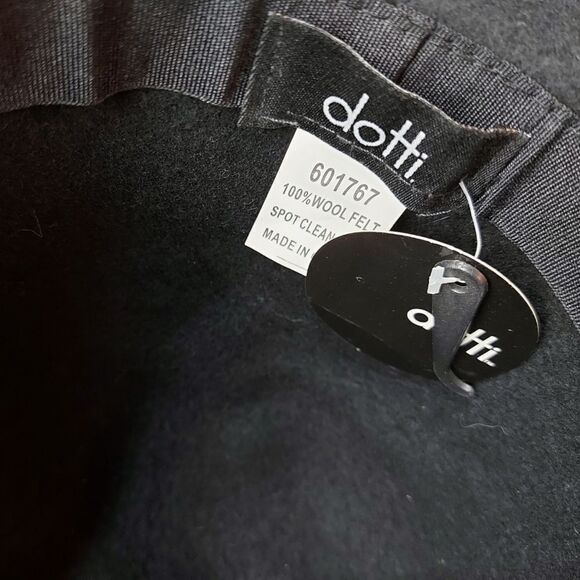 dotti
601767
100% WOOL FELT
SPOT CLEAN
MADE IN
dotti